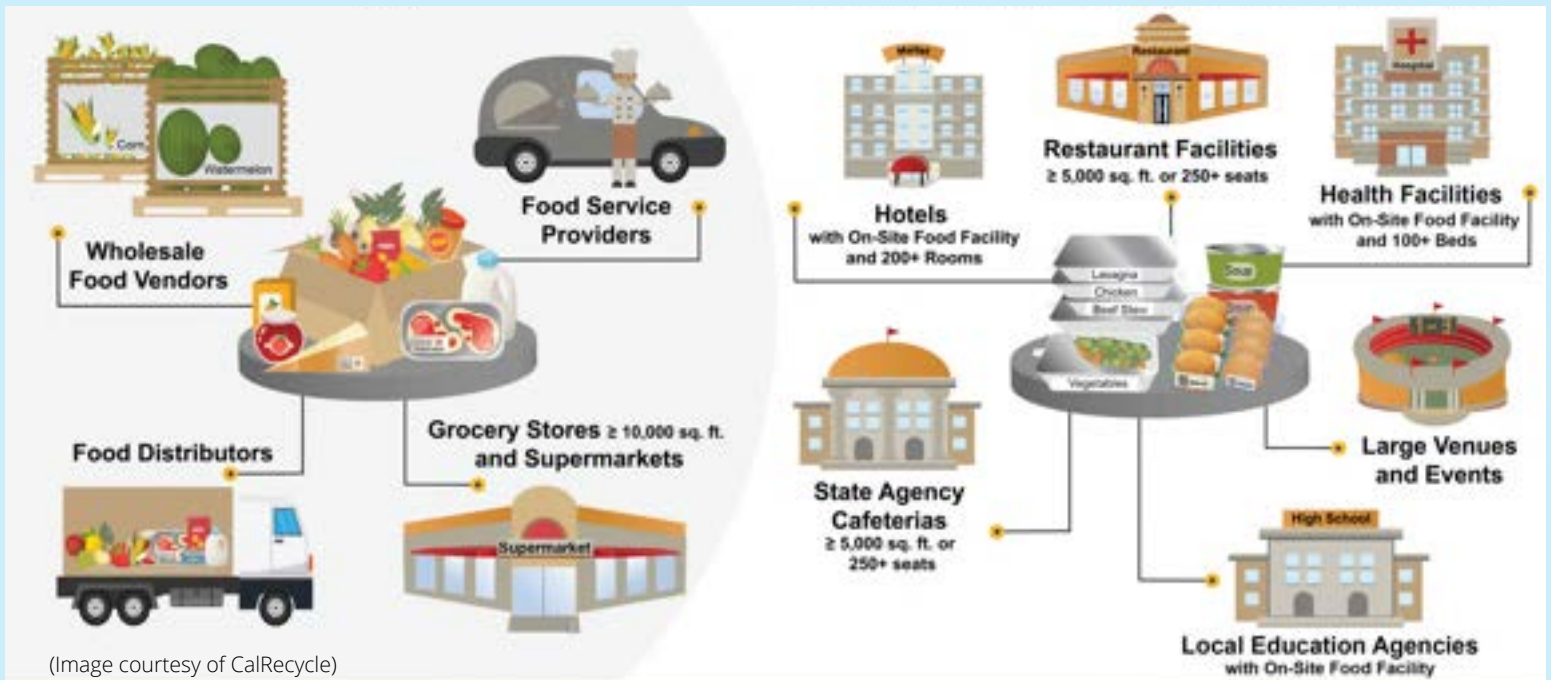 Corn
Watermelon
Wholesale
Food Vendors
Food Service
Providers
Food Distributors
Grocery Stores ≥ 10,000 sq. ft.
and Supermarkets
Supermarket
(Image courtesy of CalRecycle)
Hotels
with On-Site Food Facility
and 200+ Rooms
Restaurant
Restaurant Facilities
≥ 5,000 sq. ft. or 250+ seats
Hospital
Health Facilities
with On-Site Food Facility
and 100+ Beds
Lasagna
Chicken
Beef Stew
Vegetables
Soup
State Agency
Cafeterias
≥ 5,000 sq. ft. or
250+ seats
Large Venues
and Events
High School
Local Education Agencies
with On-Site Food Facility